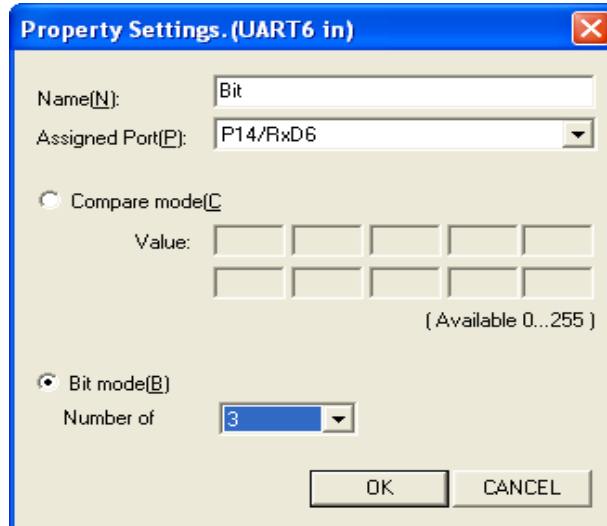 Property Settings.(UART6 in)
Name(N):
Bit
Assigned Port(P):
P14/RxD6
Compare mode(C
Value:
( Available 0...255 )
Bit mode(B)
Number of
3
OK
CANCEL